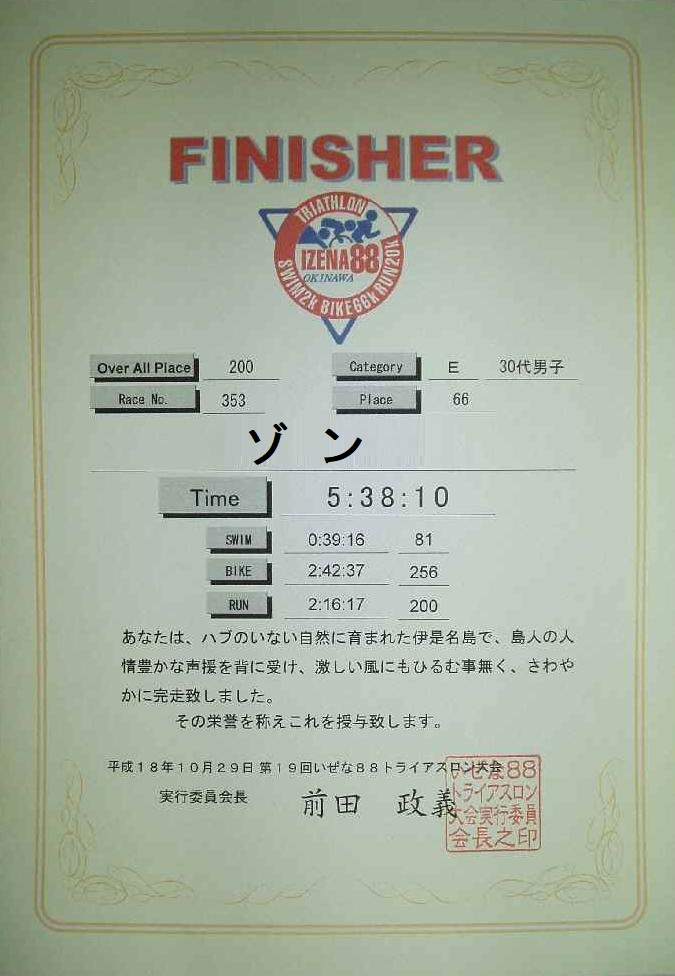 FINISHER
TRIATHLON
IZENA88
OKINAWA
SWIM2k BIKE66k RUN20k
Over All Place 200 Category E 30代男子
Race No. 353 Place 66
ゾ ン
Time 5:38:10
SWIM 0:39:16 81
BIKE 2:42:37 256
RUN 2:16:17 200
あなたは、ハブのいない自然に育まれた伊是名島で、島人の人
情豊かな声援を背に受け、激しい風にもひるむ事無く、さわや
かに完走致しました。
その栄誉を称えこれを授与致します。
平成18年10月29日 第19回いぜな88トライアスロン大会
実行委員会長 前田 政義
いぜな88
トライアスロン
大会実行委員
会長之印